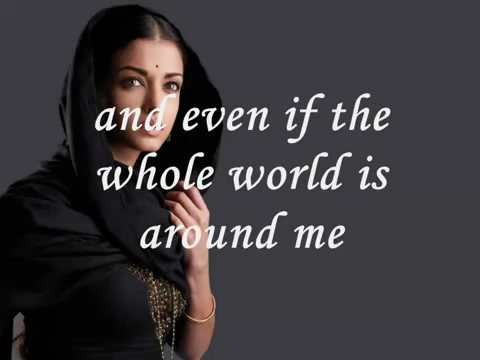 and even if the
whole world is
around me